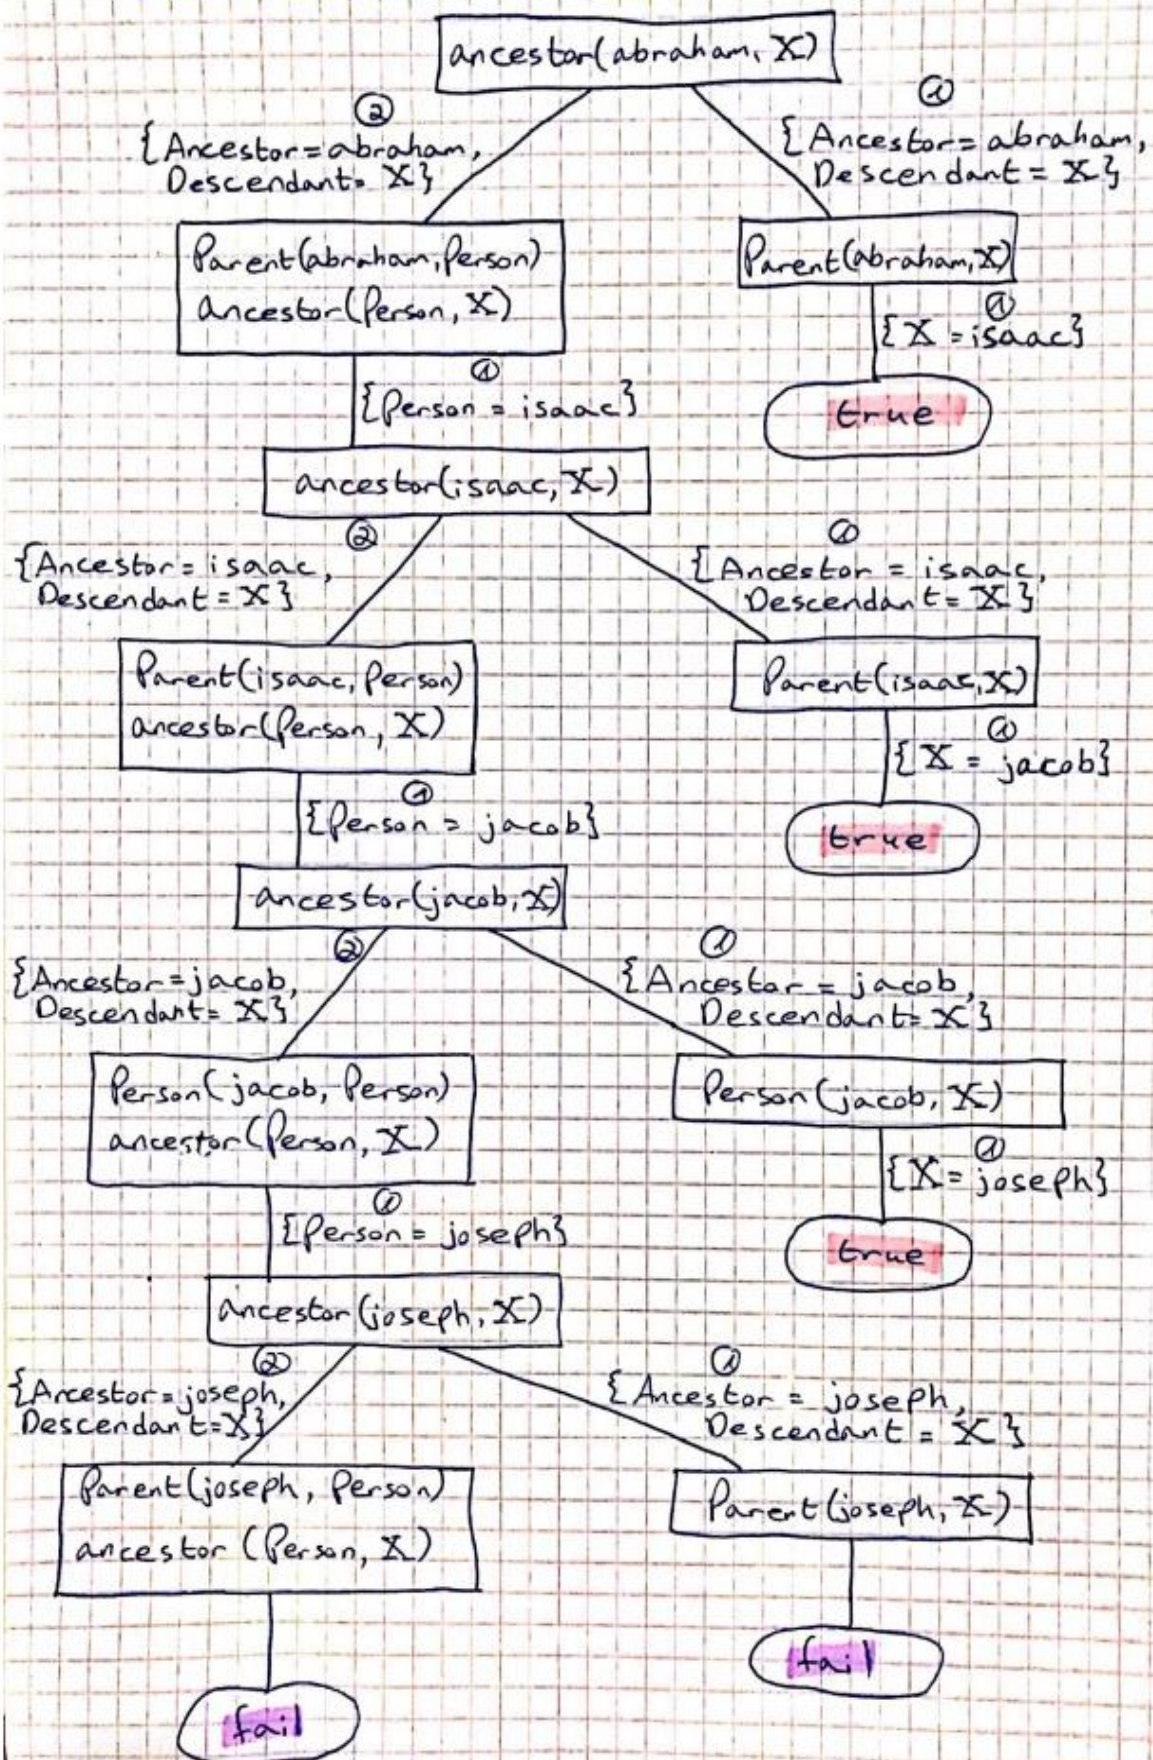 ancestor(abraham, X)
②
①
{Ancestor=abraham,
Descendant= X}
{Ancestor= abraham,
Descendant = X}
Parent(abraham,Person)
ancestor(Person, X)
Parent(abraham,X)
①
{X = isaac}
true
①
{Person = isaac}
ancestor(isaac, X)
②
①
{Ancestor= isaac,
Descendant = X}
{Ancestor = isaac,
Descendant= X}
Parent(isaac, Person)
ancestor(Person, X)
Parent(isaac,X)
①
{X = jacob}
true
①
{Person = jacob}
ancestor(jacob, X)
②
①
{Ancestor=jacob,
Descendant= X}
{Ancestor = jacob,
Descendant= X}
Person(jacob, Person)
ancestor(Person, X)
Person(jacob, X)
①
{X= joseph}
true
①
{Person = joseph}
ancestor(joseph, X)
②
①
{Ancestor=joseph,
Descendant=X}
{Ancestor = joseph,
Descendant = X}
Parent(joseph, Person)
ancestor (Person, X)
Parent(joseph, X)
fail
fail